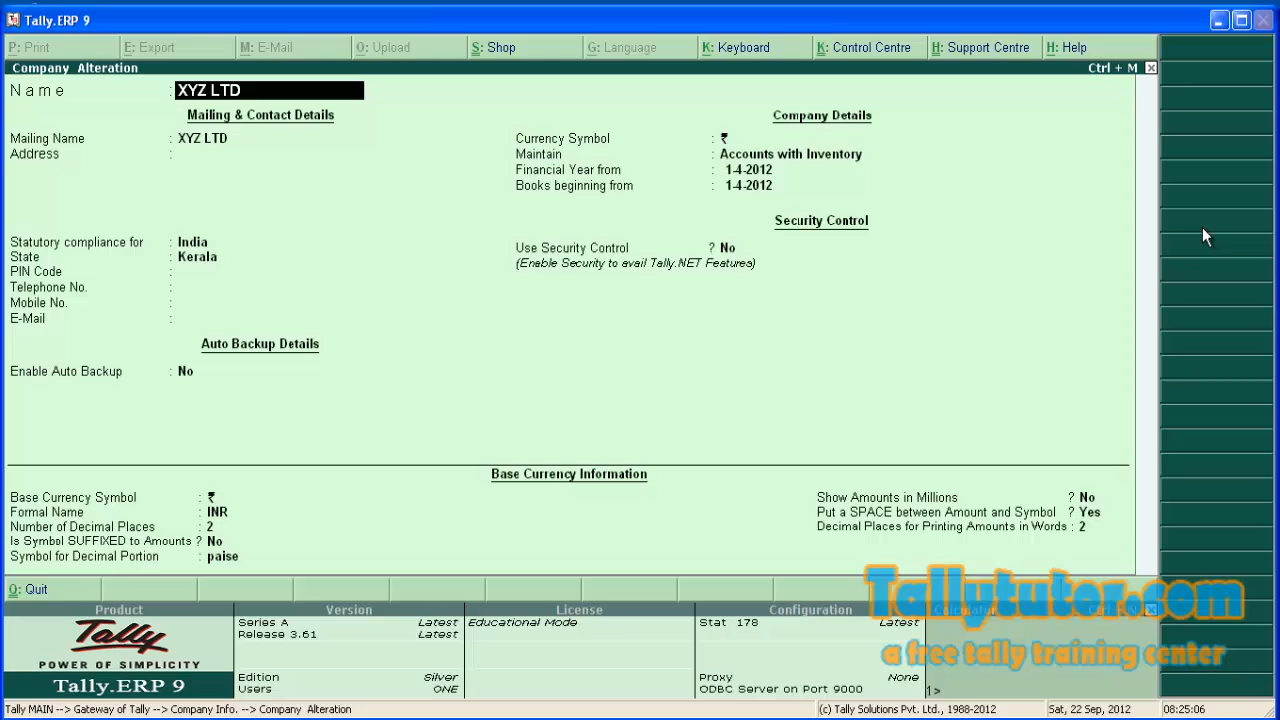 Tally.ERP 9
P: Print E: Export M: E-Mail O: Upload S: Shop G: Language K: Keyboard K: Control Centre H: Support Centre H: Help
Company Alteration Ctrl + M
Name : XYZ LTD
Mailing & Contact Details Company Details
Mailing Name : XYZ LTD Currency Symbol : ₹
Address : Maintain : Accounts with Inventory
Financial Year from : 1-4-2012
Books beginning from : 1-4-2012
Security Control
Statutory compliance for : India Use Security Control ? No
State : Kerala (Enable Security to avail Tally.NET Features)
PIN Code :
Telephone No. :
Mobile No. :
E-Mail :
Auto Backup Details
Enable Auto Backup : No
Base Currency Information
Base Currency Symbol : ₹ Show Amounts in Millions ? No
Formal Name : INR Put a SPACE between Amount and Symbol ? Yes
Number of Decimal Places : 2 Decimal Places for Printing Amounts in Words : 2
Is Symbol SUFFIXED to Amounts ? No
Symbol for Decimal Portion : paise
Q: Quit
Tallytutor.com
a free tally training center
Product Version License Configuration Calculator Ctrl + N
Tally
POWER OF SIMPLICITY
Tally.ERP 9
Series A Latest
Release 3.61 Latest
Edition Silver
Users ONE
Educational Mode
Stat 178 Latest
Proxy None
ODBC Server on Port 9000
1>
Tally MAIN --> Gateway of Tally --> Company Info. --> Company Alteration (c) Tally Solutions Pvt. Ltd., 1988-2012 Sat, 22 Sep, 2012 08:25:06